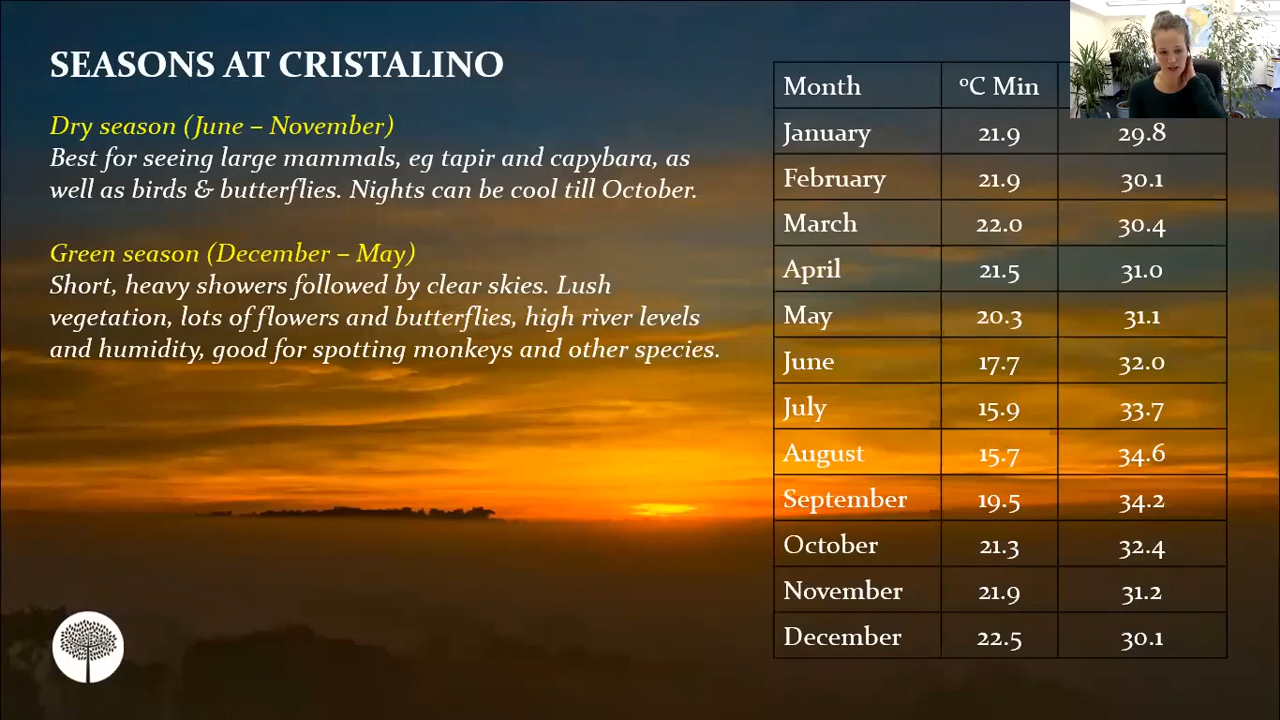 SEASONS AT CRISTALINO
Dry season (June – November)
Best for seeing large mammals, eg tapir and capybara, as
well as birds & butterflies. Nights can be cool till October.
Green season (December – May)
Short, heavy showers followed by clear skies. Lush
vegetation, lots of flowers and butterflies, high river levels
and humidity, good for spotting monkeys and other species.
Month ºC Min
January 21.9 29.8
February 21.9 30.1
March 22.0 30.4
April 21.5 31.0
May 20.3 31.1
June 17.7 32.0
July 15.9 33.7
August 15.7 34.6
September 19.5 34.2
October 21.3 32.4
November 21.9 31.2
December 22.5 30.1